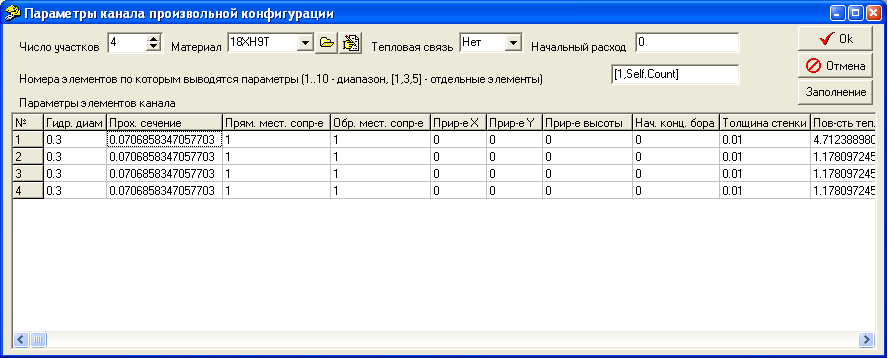 Параметры канала произвольной конфигурации
Число участков 4 Материал 18ХН9Т Тепловая связь Нет Начальный расход 0 Ok
Номера элементов по которым выводятся параметры (1..10 - диапазон, [1,3,5] - отдельные элементы) [1,Self.Count] Отмена
Заполнение
Параметры элементов канала
№ Гидр. диам Прох. сечение Прям. мест. сопр-е Обр. мест. сопр-е Прир-е X Прир-е Y Прир-е высоты Нач. конц. бора Толщина стенки Пов-сть теп.
1 0.3 0.0706858347057703 1 1 0 0 0 0 0.01 4.712388980
2 0.3 0.0706858347057703 1 1 0 0 0 0 0.01 1.178097245
3 0.3 0.0706858347057703 1 1 0 0 0 0 0.01 1.178097245
4 0.3 0.0706858347057703 1 1 0 0 0 0 0.01 1.178097245